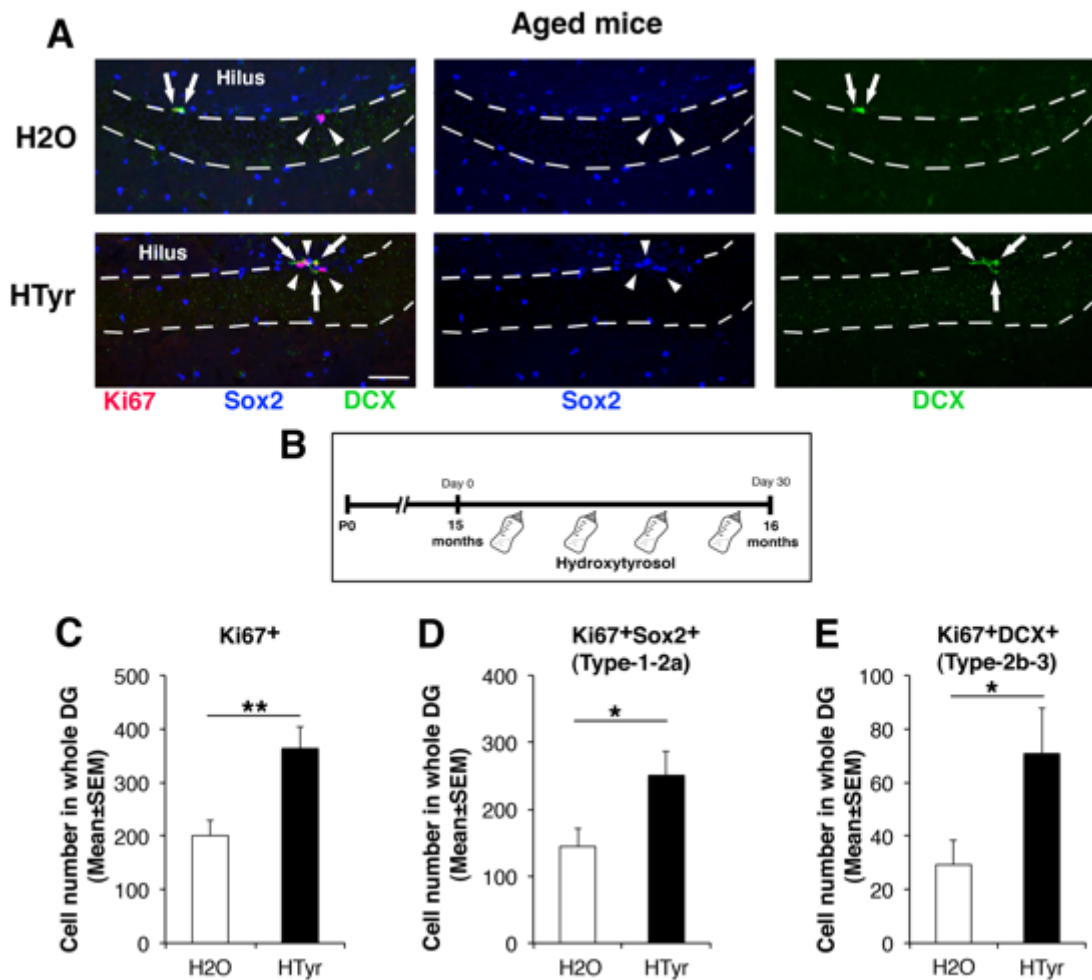 Aged mice
A
H2O
Hilus
HTyr
Hilus
Ki67 Sox2 DCX
Sox2
DCX
B
Day 0
Day 30
P0
15
months
16
months
Hydroxytyrosol
C
Ki67+
Cell number in whole DG
(Mean±SEM)
500
400
300
200
100
0
**
H2O
HTyr
D
Ki67+Sox2+
(Type-1-2a)
Cell number in whole DG
(Mean±SEM)
400
300
200
100
0
*
H2O
HTyr
E
Ki67+DCX+
(Type-2b-3)
Cell number in whole DG
(Mean±SEM)
100
80
60
40
20
0
*
H2O
HTyr